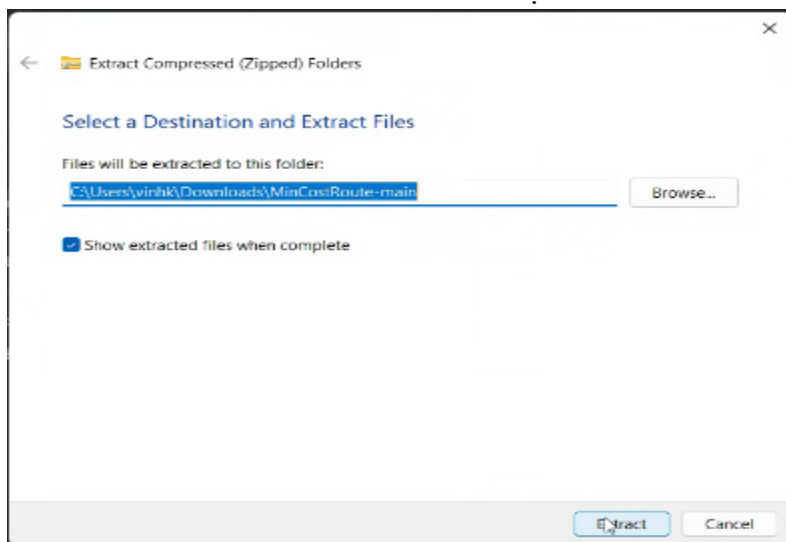 Extract Compressed (Zipped) Folders
Select a Destination and Extract Files
Files will be extracted to this folder:
C:\Users\vinhk\Downloads\MinCostRoute-main
Browse...
Show extracted files when complete
Extract
Cancel